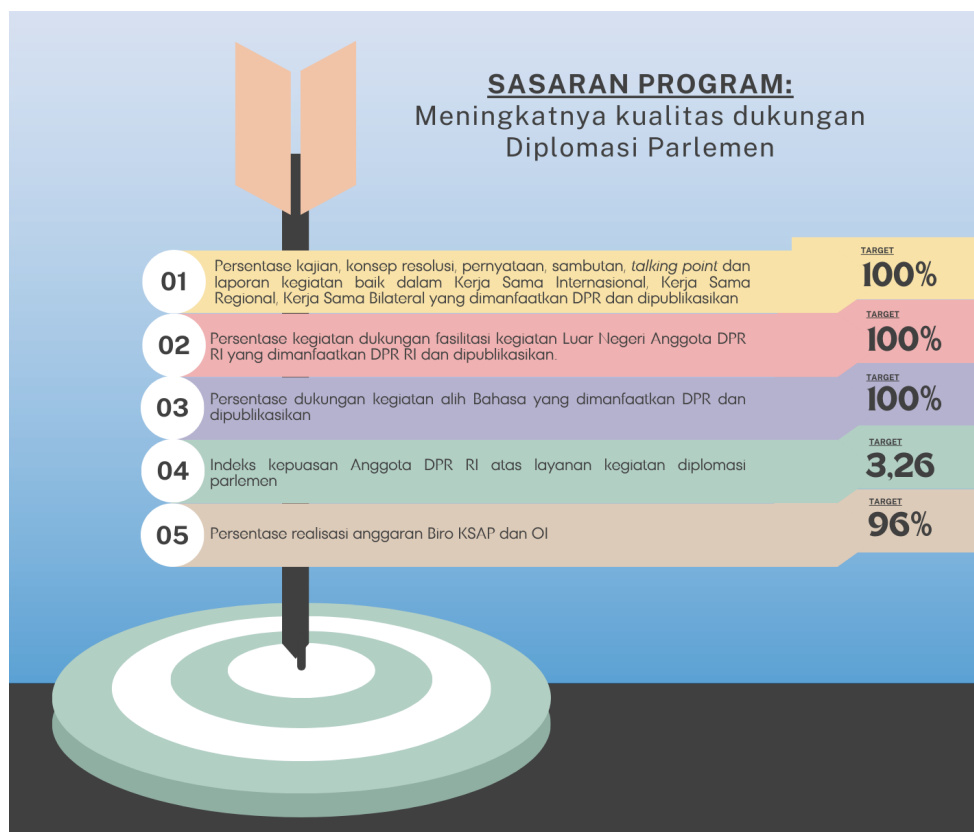 SASARAN PROGRAM:
Meningkatnya kualitas dukungan
Diplomasi Parlemen
01
Persentase kajian, konsep resolusi, pernyataan, sambutan, talking point dan
laporan kegiatan baik dalam Kerja Sama Internasional, Kerja Sama
Regional, Kerja Sama Bilateral yang dimanfaatkan DPR dan dipublikasikan
TARGET
100%
02
Persentase kegiatan dukungan fasilitasi kegiatan Luar Negeri Anggota DPR
RI yang dimanfaatkan DPR RI dan dipublikasikan.
TARGET
100%
03
Persentase dukungan kegiatan alih Bahasa yang dimanfaatkan DPR dan
dipublikasikan
TARGET
100%
04
Indeks kepuasan Anggota DPR RI atas layanan kegiatan diplomasi
parlemen
TARGET
3,26
05
Persentase realisasi anggaran Biro KSAP dan OI
TARGET
96%